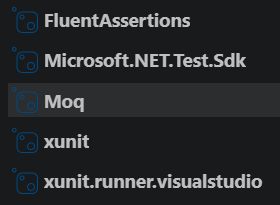 FluentAssertions
Microsoft.NET.Test.Sdk
Moq
xunit
xunit.runner.visualstudio